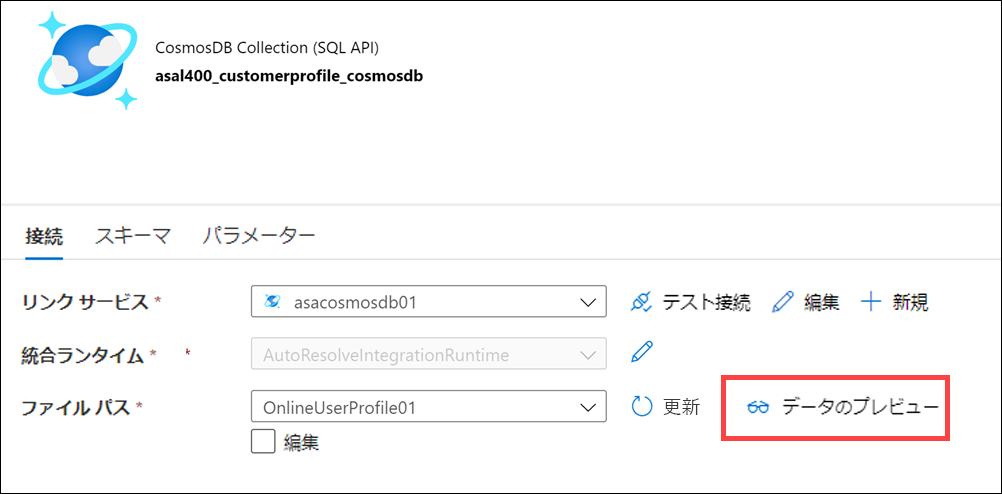 CosmosDB Collection (SQL API)
asal400_customerprofile_cosmosdb
接続 スキーマ パラメーター
リンク サービス * asacosmosdb01 テスト接続 編集 新規
統合ランタイム * * AutoResolveIntegrationRuntime
ファイル パス * OnlineUserProfile01 更新 データのプレビュー
編集